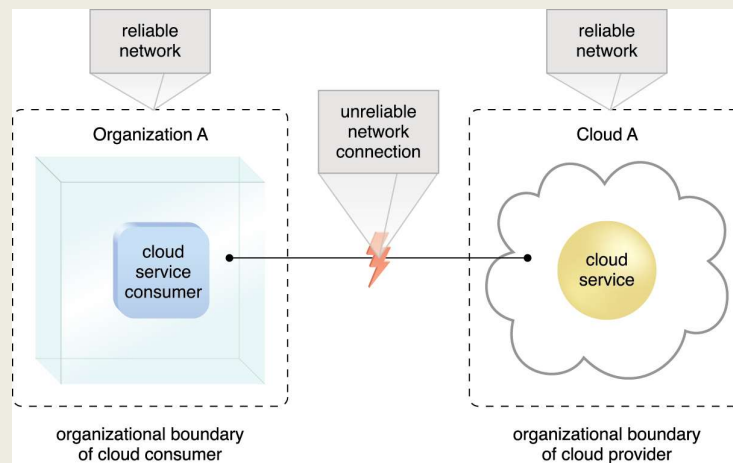 reliable
network
reliable
network
unreliable
network
connection
Organization A
Cloud A
cloud
service
consumer
cloud
service
organizational boundary
of cloud consumer
organizational boundary
of cloud provider